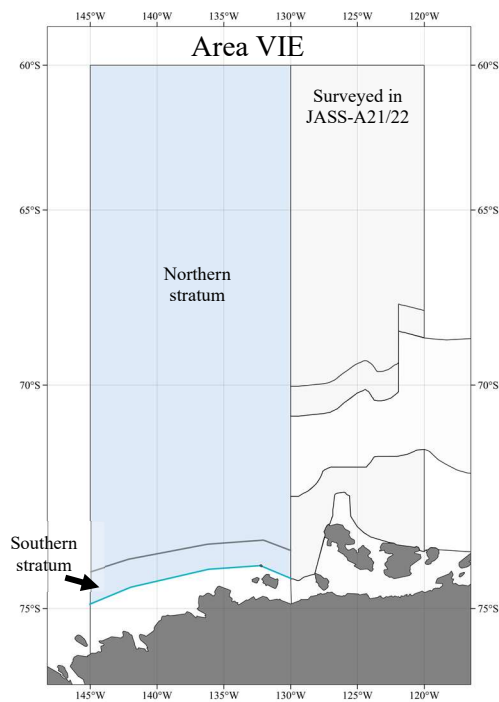 Area VIE
145°W 140°W 135°W 130°W 125°W 120°W
60°S 60°S
Surveyed in
JASS-A21/22
65°S 65°S
Northern
stratum
70°S 70°S
Southern
stratum
75°S 75°S
145°W 140°W 135°W 130°W 125°W 120°W